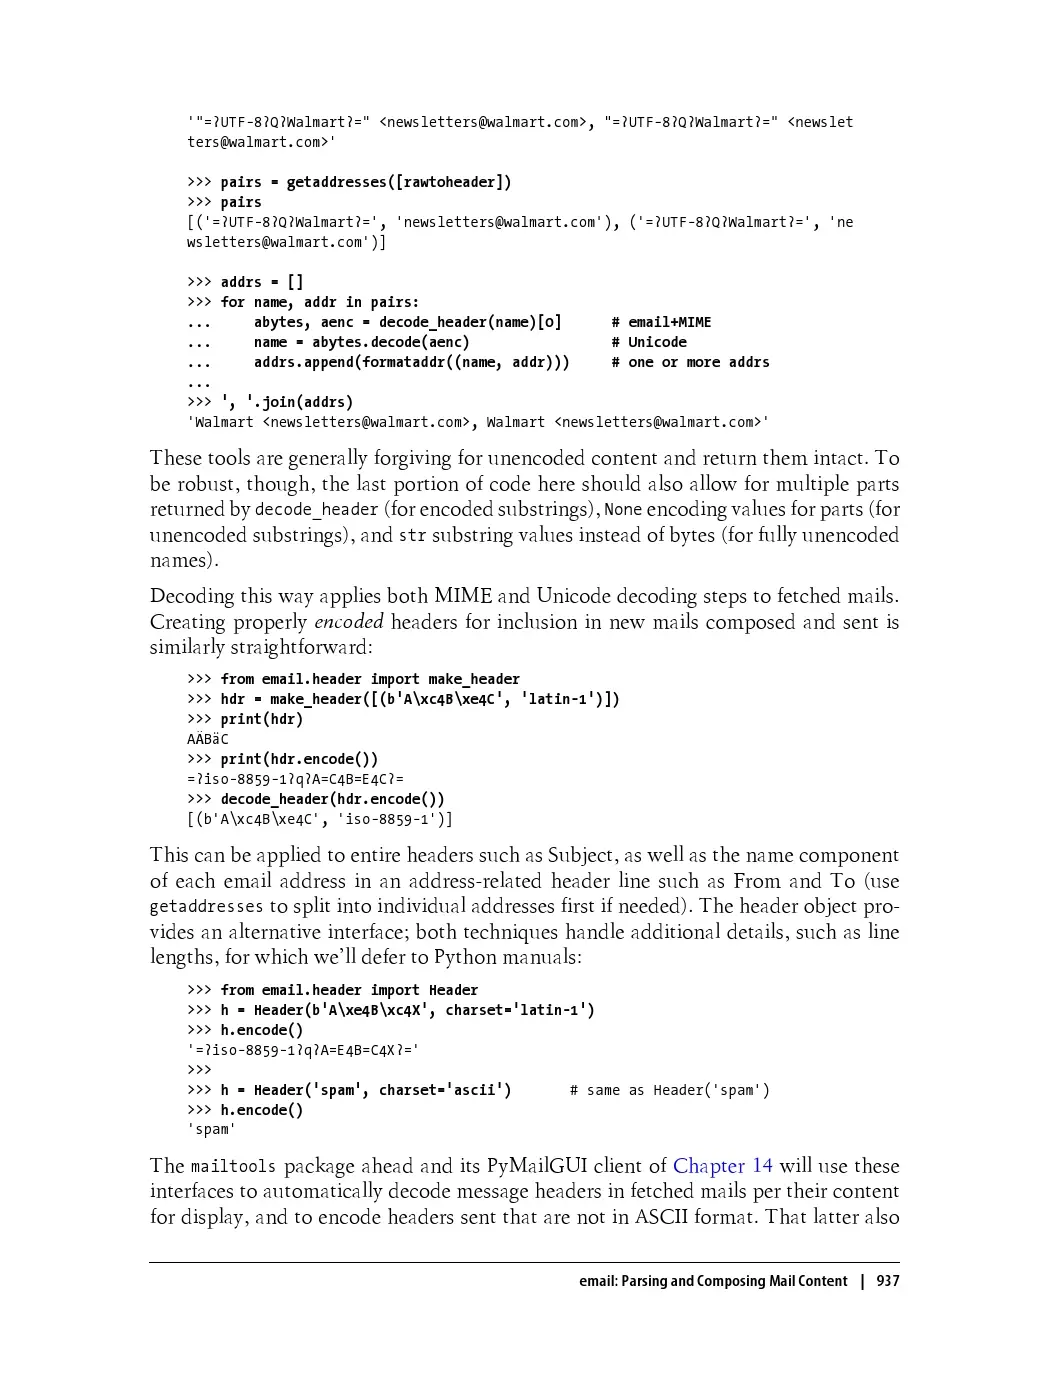 '"=?UTF-8?Q?Walmart?=" <newsletters@walmart.com>, "=?UTF-8?Q?Walmart?=" <newslet
ters@walmart.com>'
>>> pairs = getaddresses([rawtoheader])
>>> pairs
[('=?UTF-8?Q?Walmart?=', 'newsletters@walmart.com'), ('=?UTF-8?Q?Walmart?=', 'ne
wsletters@walmart.com')]
>>> addrs = []
>>> for name, addr in pairs:
...     abytes, aenc = decode_header(name)[0]      # email+MIME
...     name = abytes.decode(aenc)                 # Unicode
...     addrs.append(formataddr((name, addr)))     # one or more addrs
...
>>> ', '.join(addrs)
'Walmart <newsletters@walmart.com>, Walmart <newsletters@walmart.com>'
These tools are generally forgiving for unencoded content and return them intact. To
be robust, though, the last portion of code here should also allow for multiple parts
returned by decode_header (for encoded substrings), None encoding values for parts (for
unencoded substrings), and str substring values instead of bytes (for fully unencoded
names).
Decoding this way applies both MIME and Unicode decoding steps to fetched mails.
Creating properly encoded headers for inclusion in new mails composed and sent is
similarly straightforward:
>>> from email.header import make_header
>>> hdr = make_header([(b'A\xc4B\xe4C', 'latin-1')])
>>> print(hdr)
AÄBäC
>>> print(hdr.encode())
=?iso-8859-1?q?A=C4B=E4C?=
>>> decode_header(hdr.encode())
[(b'A\xc4B\xe4C', 'iso-8859-1')]
This can be applied to entire headers such as Subject, as well as the name component
of each email address in an address-related header line such as From and To (use
getaddresses to split into individual addresses first if needed). The header object pro-
vides an alternative interface; both techniques handle additional details, such as line
lengths, for which we'll defer to Python manuals:
>>> from email.header import Header
>>> h = Header(b'A\xe4B\xc4X', charset='latin-1')
>>> h.encode()
'=?iso-8859-1?q?A=E4B=C4X?='
>>>
>>> h = Header('spam', charset='ascii')       # same as Header('spam')
>>> h.encode()
'spam'
The mailtools package ahead and its PyMailGUI client of Chapter 14 will use these
interfaces to automatically decode message headers in fetched mails per their content
for display, and to encode headers sent that are not in ASCII format. That latter also
email: Parsing and Composing Mail Content | 937